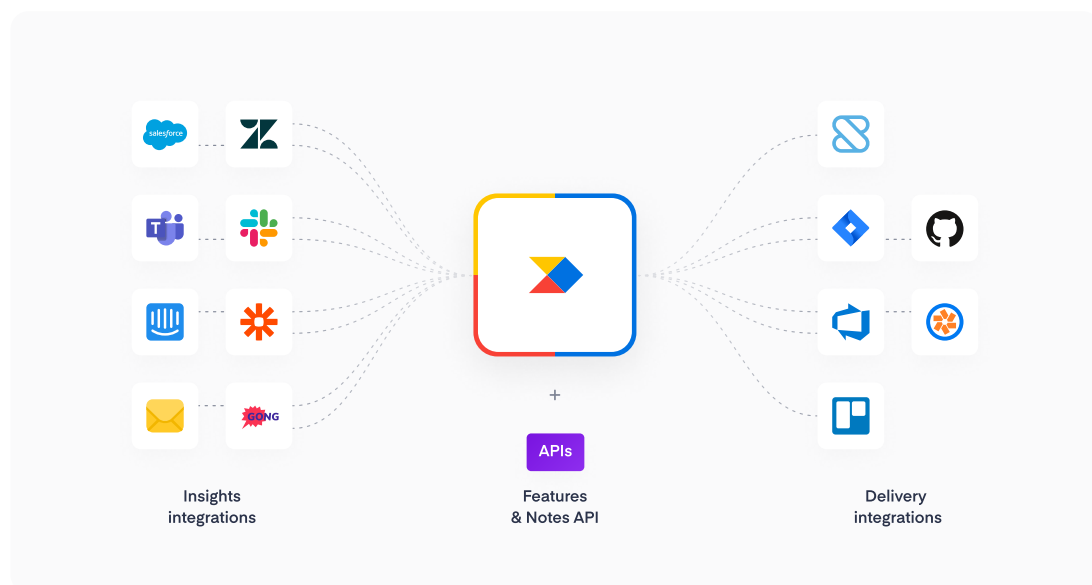 salesforce
T
GONG
+
APIs
Insights
integrations
Features
& Notes API
Delivery
integrations